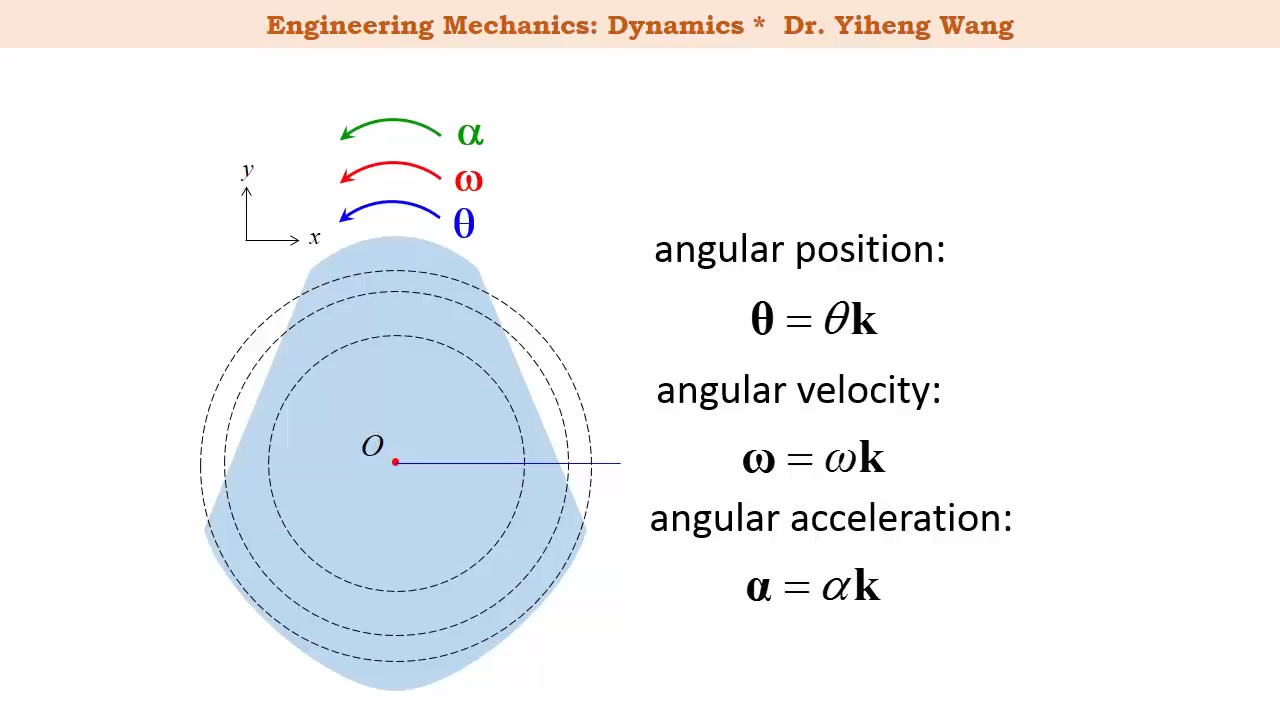 Engineering Mechanics: Dynamics * Dr. Yiheng Wang
α
ω
θ
y
x
O
angular position:
θ = θk
angular velocity:
ω = ωk
angular acceleration:
α = αk